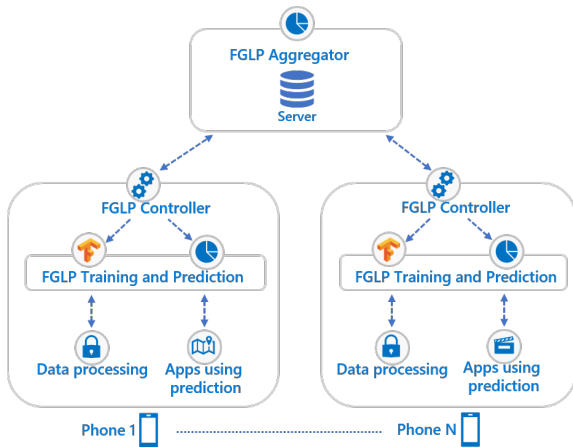 FGLP Aggregator
Server
FGLP Controller
FGLP Training and Prediction
Data processing
Apps using
prediction
Phone 1
FGLP Controller
FGLP Training and Prediction
Data processing
Apps using
prediction
Phone N